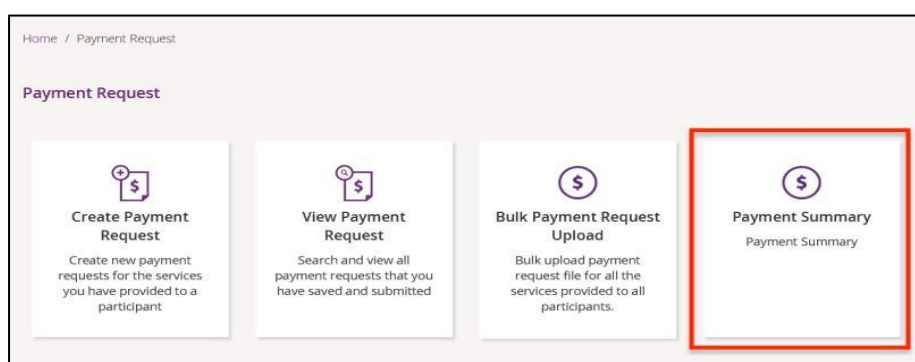 Home / Payment Request
Payment Request
Create Payment
Request
Create new payment
requests for the services
you have provided to a
participant
View Payment
Request
Search and view all
payment requests that you
have saved and submitted
Bulk Payment Request
Upload
Bulk upload payment
request file for all the
services provided to all
participants.
Payment Summary
Payment Summary